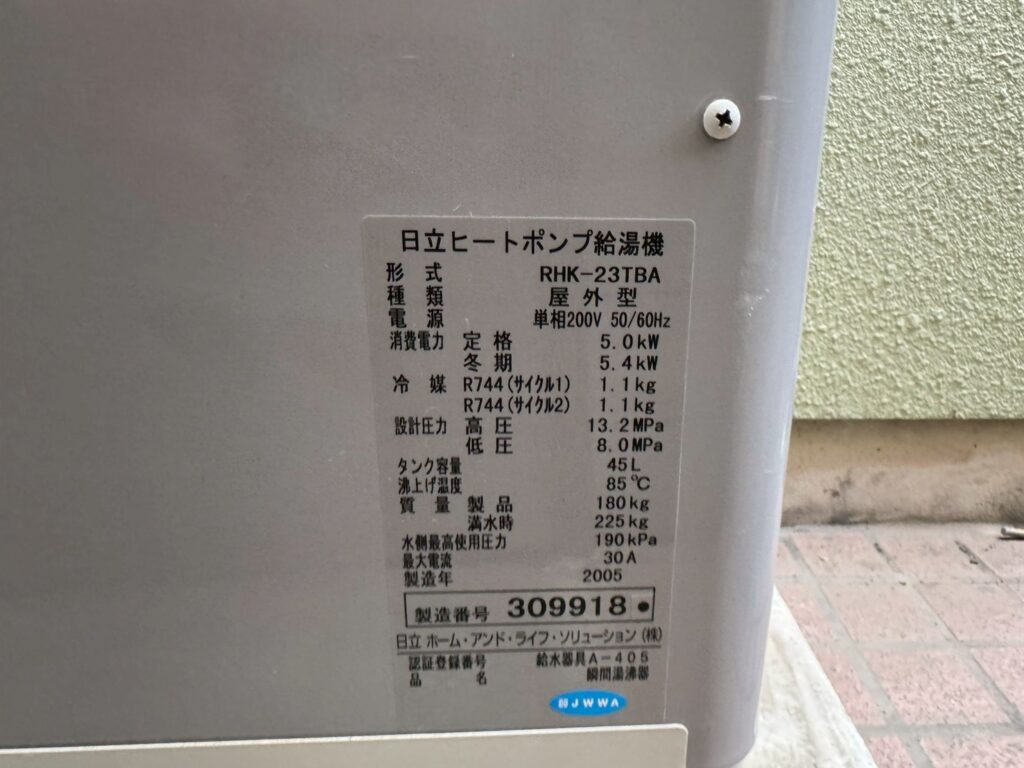 日立ヒートポンプ給湯機
形式 RHK-23TBA
種類 屋外型
電源 単相200V 50/60Hz
消費電力 定格 5.0kW
冬期 5.4kW
冷媒 R744(サイクル1) 1.1kg
R744(サイクル2) 1.1kg
設計圧力 高圧 13.2MPa
低圧 8.0MPa
タンク容量 45L
沸上げ温度 85℃
質量 製品 180kg
満水時 225kg
水側最高使用圧力 190kPa
最大電流 30A
製造年 2005
製造番号 309918●
日立 ホーム・アンド・ライフ・ソリューション(株)
認証登録番号 給水器具A-405
品名 瞬間湯沸器
JWWA